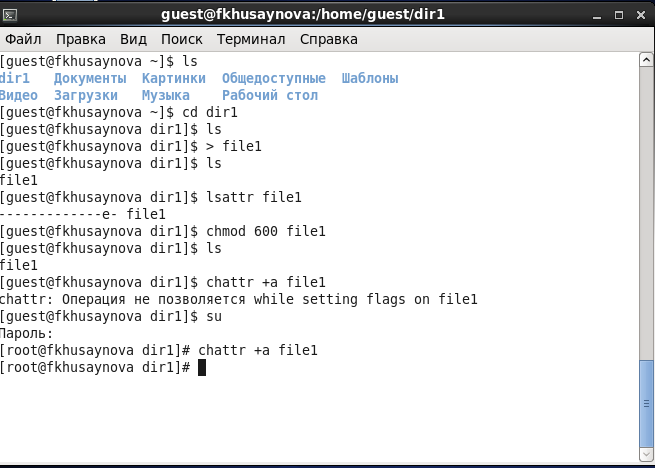 guest@fkhusaynova:/home/guest/dir1
Файл Правка Вид Поиск Терминал Справка
[guest@fkhusaynova ~]$ ls
dir1 Документы Картинки Общедоступные Шаблоны
Видео Загрузки Музыка Рабочий стол
[guest@fkhusaynova ~]$ cd dir1
[guest@fkhusaynova dir1]$ ls
[guest@fkhusaynova dir1]$ > file1
[guest@fkhusaynova dir1]$ ls
file1
[guest@fkhusaynova dir1]$ lsattr file1
-------------e- file1
[guest@fkhusaynova dir1]$ chmod 600 file1
[guest@fkhusaynova dir1]$ ls
file1
[guest@fkhusaynova dir1]$ chattr +a file1
chattr: Операция не позволяется while setting flags on file1
[guest@fkhusaynova dir1]$ su
Пароль:
[root@fkhusaynova dir1]# chattr +a file1
[root@fkhusaynova dir1]#